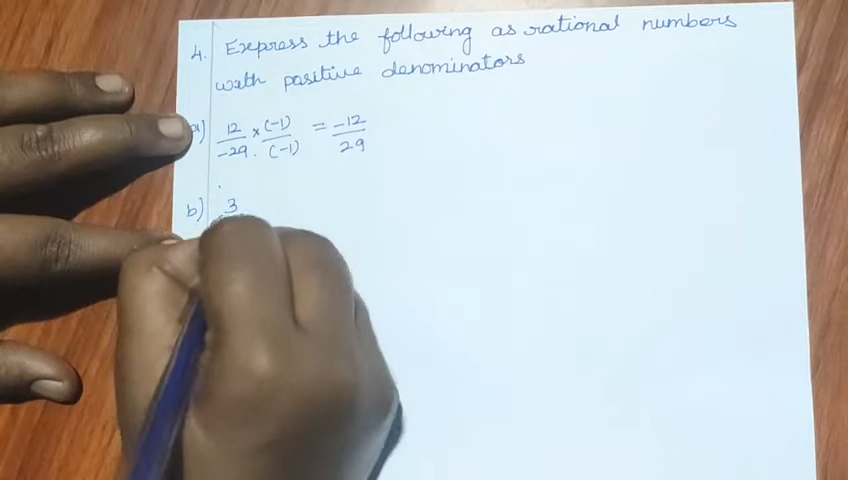 4. Express the following as rational numbers
with positive denominators
a) 12/-29 × (-1)/(-1) = -12/29
b) 3